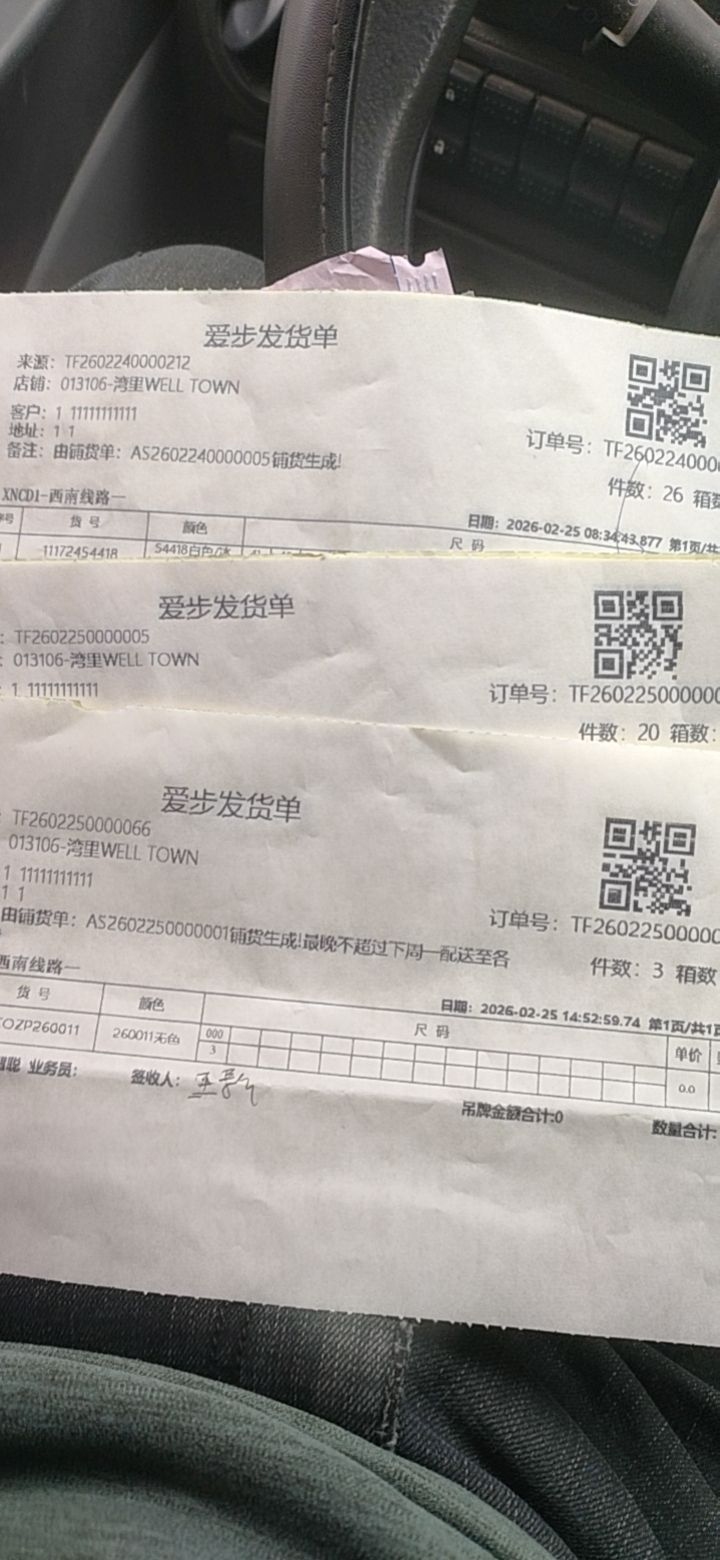 爱步发货单
来源：TF2602240000212
店铺：013106-湾里WELL TOWN
客户：1 11111111111
地址：1 1
订单号：TF260224000
备注：由铺货单：AS2602240000005铺货生成!
件数：26 箱数
XNCD1-西南线路一
日期：2026-02-25 08:34:43.877 第1页/共
货 号 颜色 尺 码
11172454418 54418白色/冰
爱步发货单
：TF2602250000005
：013106-湾里WELL TOWN
：1 11111111111
订单号：TF260225000000
件数：20 箱数：
爱步发货单
：TF2602250000066
013106-湾里WELL TOWN
1 11111111111
1 1
订单号：TF26022500000
由铺货单：AS2602250000001铺货生成!最晚不超过下周一配送至各
件数：3 箱数
西南线路一
日期：2026-02-25 14:52:59.74 第1页/共1页
货 号 颜色 尺 码 单价
OZP260011 260011无色 000 3 0.0
聪 业务员： 签收人：
吊牌金额合计:0 数量合计: